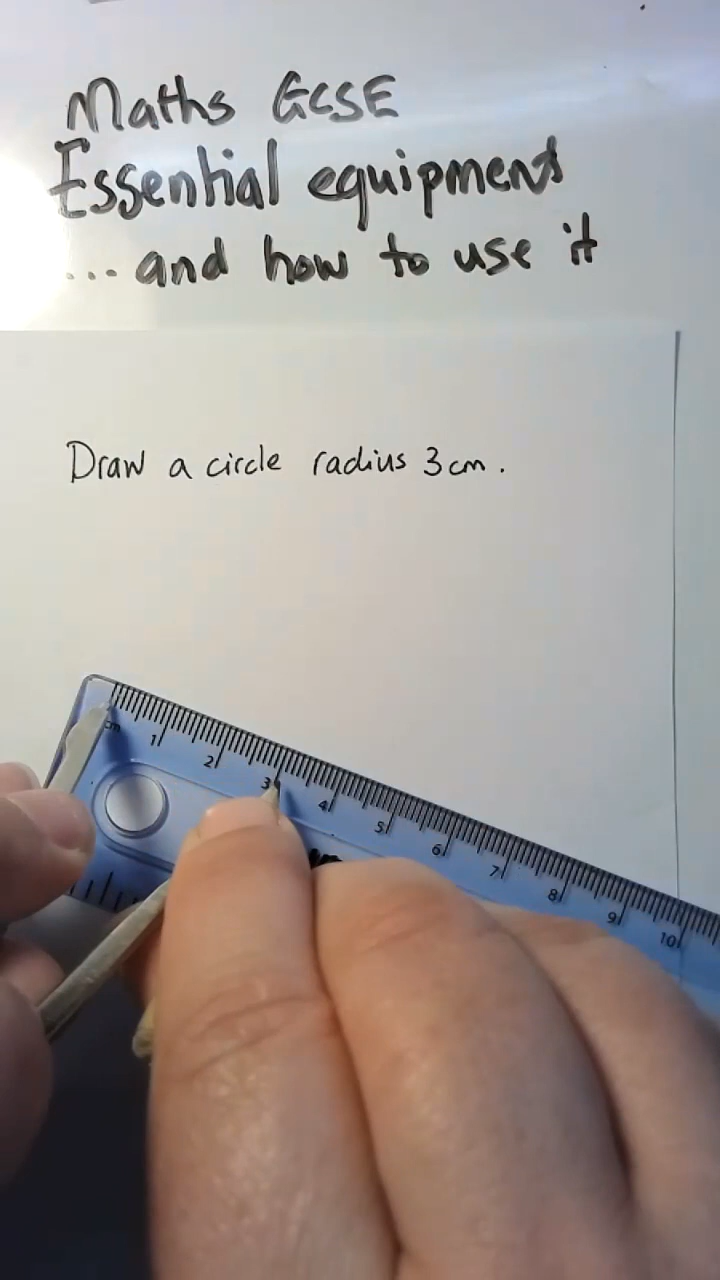 Maths GCSE
Essential equipment
... and how to use it
Draw a circle radius 3cm.
cm 1 2 3 4 5 6 7 8 9 10